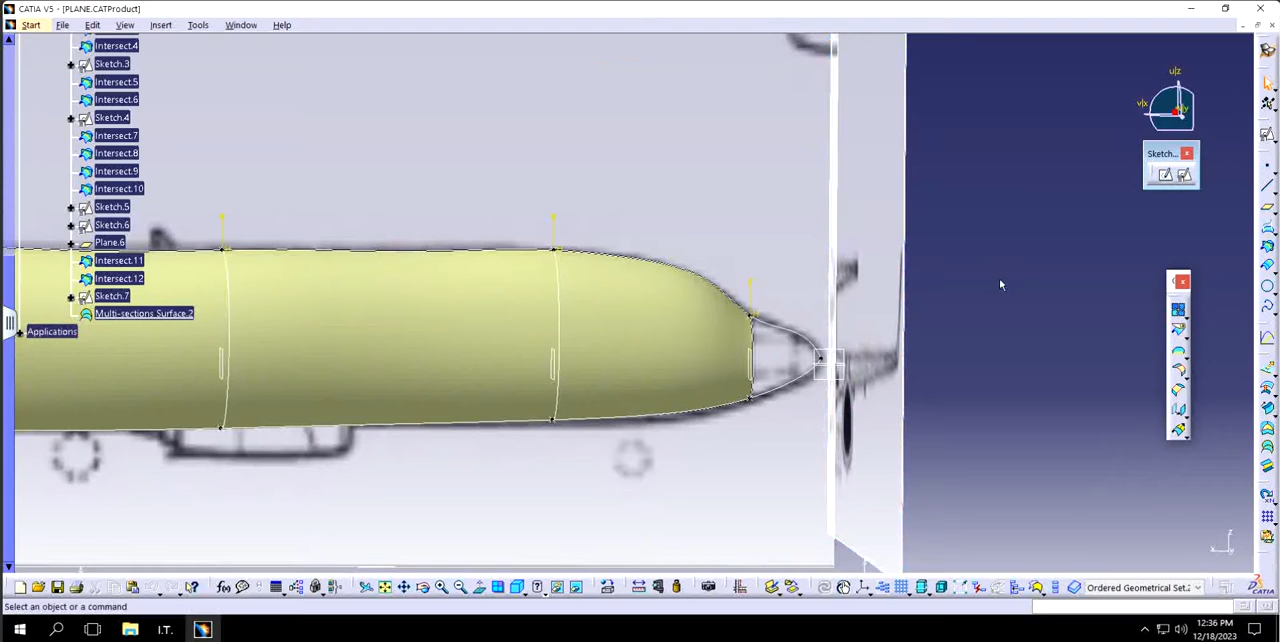 CATIA V5 - [PLANE.CATProduct]
Start File Edit View Insert Tools Window Help
Intersect.4
Sketch.3
Intersect.5
Intersect.6
Sketch.4
Intersect.7
Intersect.8
Intersect.9
Intersect.10
Sketch.5
Sketch.6
Plane.6
Intersect.11
Intersect.12
Sketch.7
Multi-sections Surface.2
Applications
u|z
v|x
y
Sketch...
z
x
y
f(x)
Ordered Geometrical Set.2
CATIA
Select an object or a command
I.T.
12:36 PM
12/18/2023